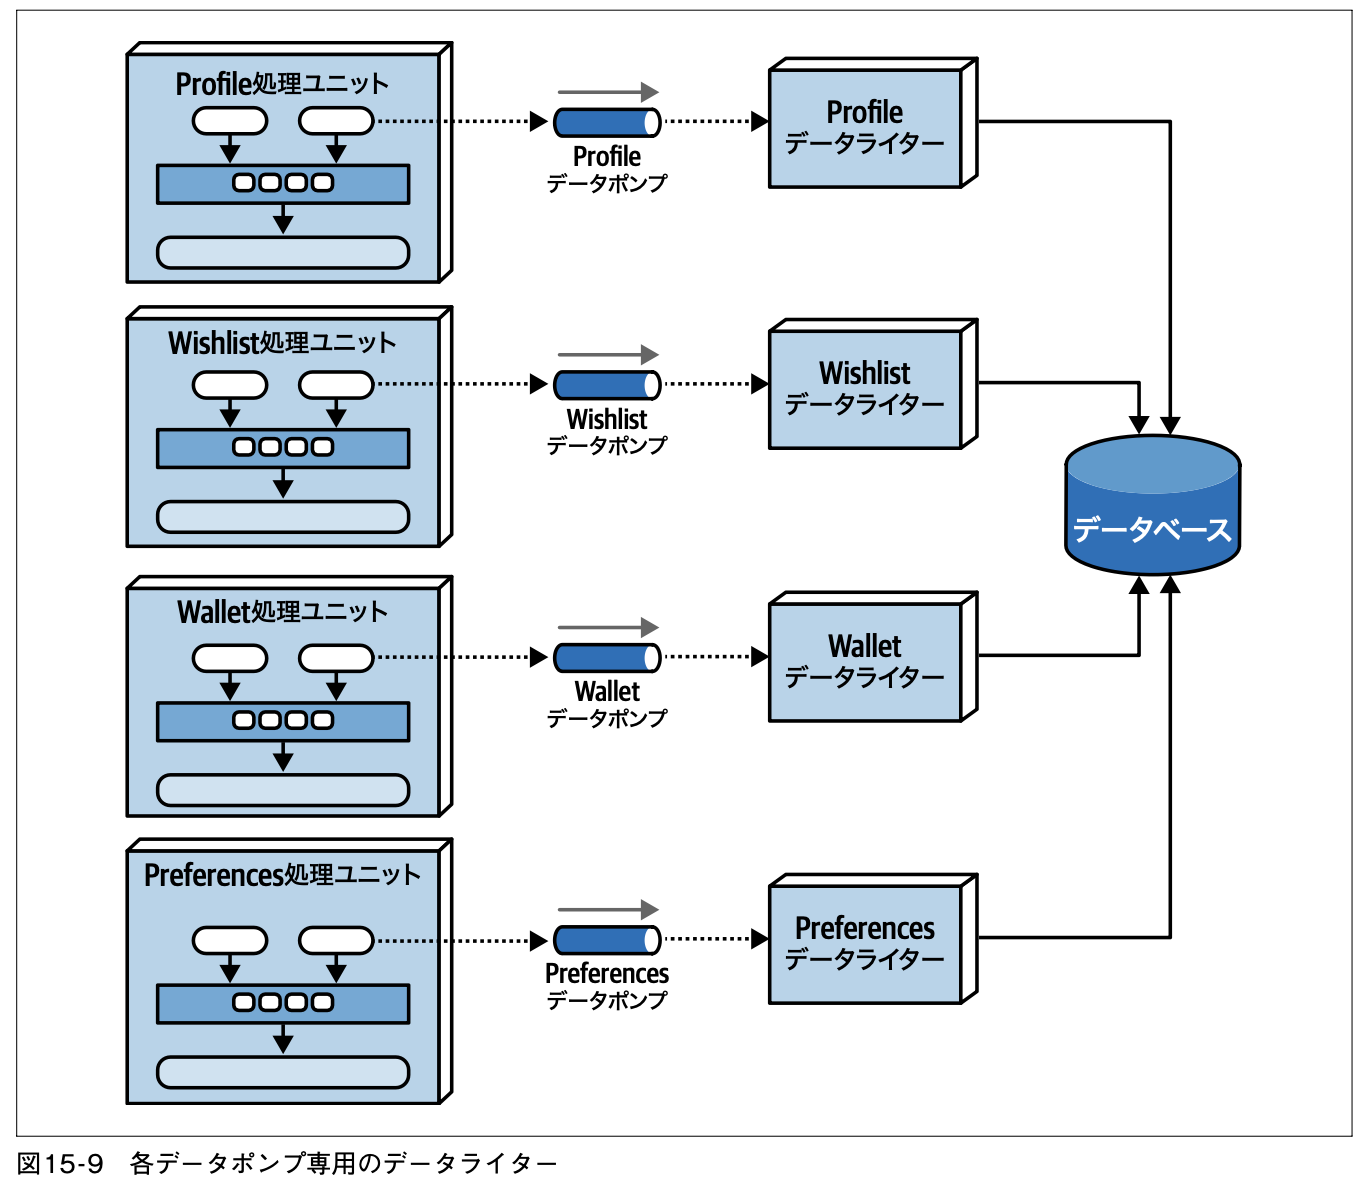 Profile処理ユニット
Profile
データポンプ
Profile
データライター
Wishlist処理ユニット
Wishlist
データポンプ
Wishlist
データライター
データベース
Wallet処理ユニット
Wallet
データポンプ
Wallet
データライター
Preferences処理ユニット
Preferences
データポンプ
Preferences
データライター
図15-9　各データポンプ専用のデータライター